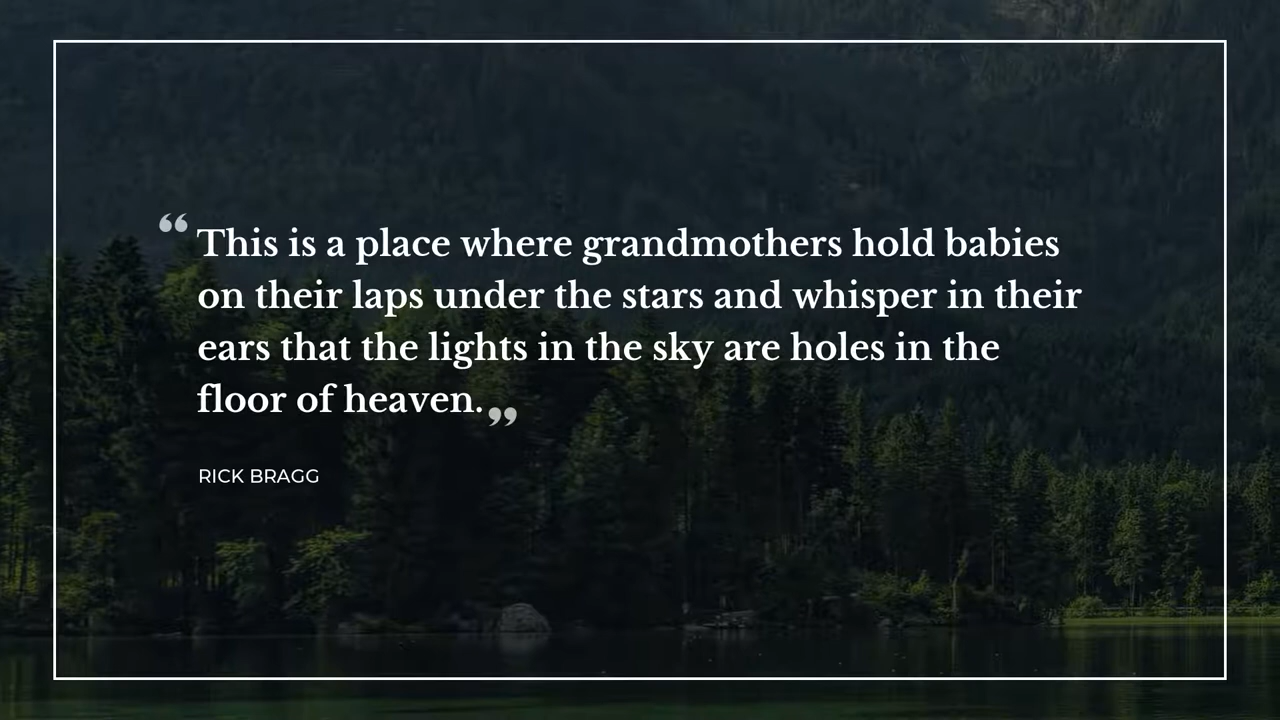 “This is a place where grandmothers hold babies
on their laps under the stars and whisper in their
ears that the lights in the sky are holes in the
floor of heaven.”
RICK BRAGG